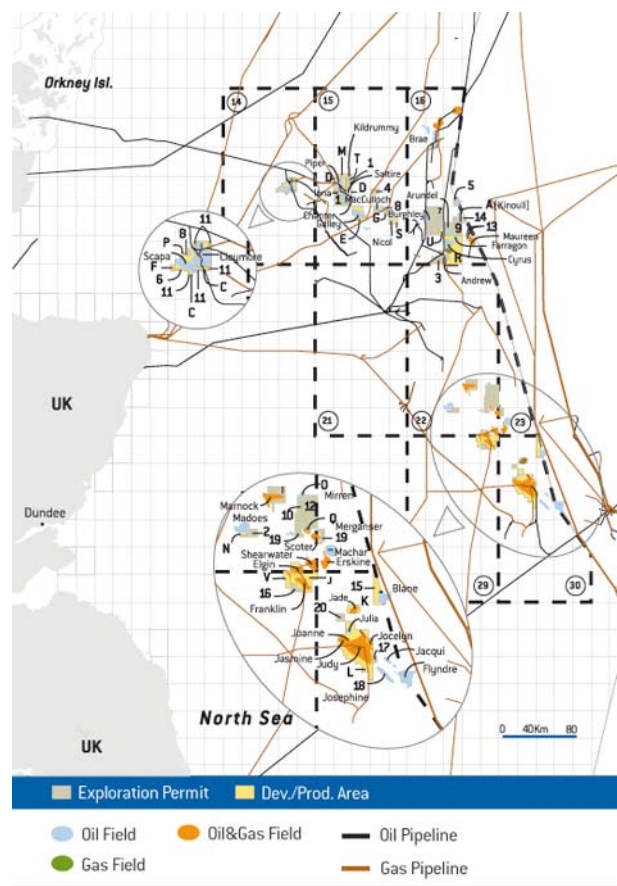 Orkney Isl.
14
15
16
Kildrummy
M
T
1
Piper
D
Saltire
Brae
Iona
1
D
4
MacCulloch
Arundel
5
A
(Kinoull)
Chanter
Galley
G
8
Burghley
7
9
14
13
E
Nicol
S
U
R
Maureen
Farragon
Cyrus
3
Andrew
11
B
P
Scapa
Claymore
F
11
6
C
11
11
C
UK
21
22
23
Dundee
O
Mirren
Marnock
12
10
Madoes
Q
2
Merganser
N
19
19
Scoter
Shearwater
Machar
Elgin
Erskine
V
J
15
Blane
16
Jade
K
Franklin
20
Julia
29
30
Joanne
Jocelyn
17
Jacqui
Jasmine
Judy
L
Flyndre
18
Josephine
North Sea
UK
0 40Km 80
Exploration Permit
Dev./Prod. Area
Oil Field
Oil&Gas Field
Oil Pipeline
Gas Field
Gas Pipeline